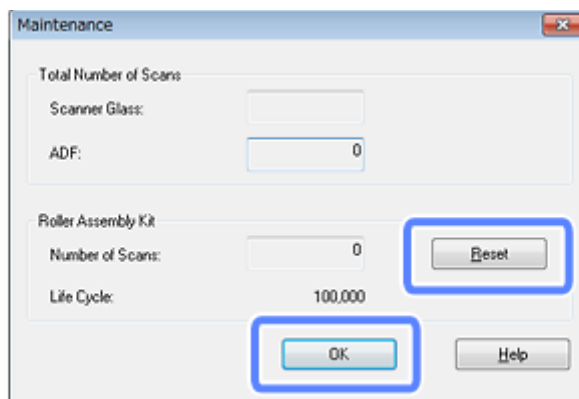 Maintenance
Total Number of Scans
Scanner Glass:
ADF: 0
Roller Assembly Kit
Number of Scans: 0 Reset
Life Cycle: 100,000
OK Help